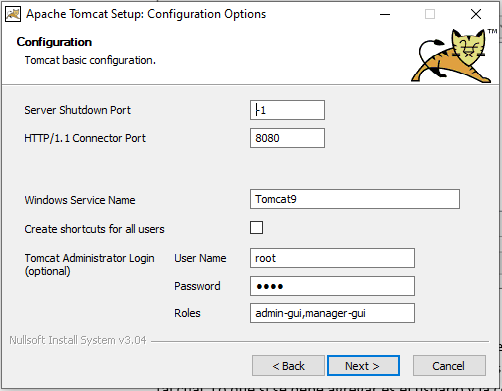 Apache Tomcat Setup: Configuration Options
Configuration
Tomcat basic configuration.
TM
Server Shutdown Port
-1
HTTP/1.1 Connector Port
8080
Windows Service Name
Tomcat9
Create shortcuts for all users
Tomcat Administrator Login
(optional)
User Name
root
Password
●●●●
Roles
admin-gui,manager-gui
Nullsoft Install System v3.04
< Back
Next >
Cancel